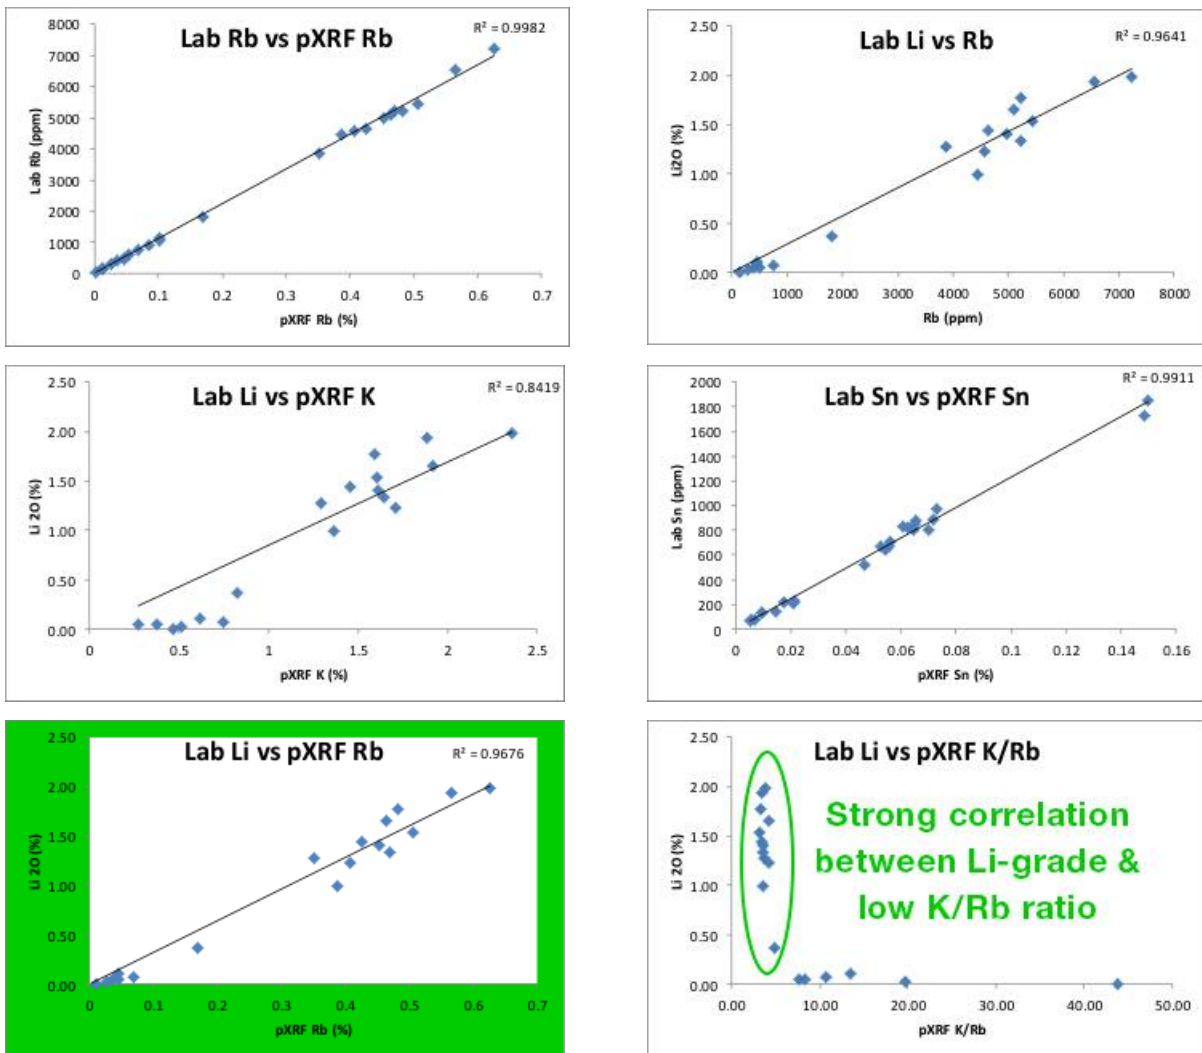 Lab Rb vs pXRF Rb
R² = 0.9982
Lab Rb (ppm)
8000
7000
6000
5000
4000
3000
2000
1000
0
0 0.1 0.2 0.3 0.4 0.5 0.6 0.7
pXRF Rb (%)
Lab Li vs Rb
R² = 0.9641
Li2O (%)
2.50
2.00
1.50
1.00
0.50
0.00
0 1000 2000 3000 4000 5000 6000 7000 8000
Rb (ppm)
Lab Li vs pXRF K
R² = 0.8419
Li 2O (%)
2.50
2.00
1.50
1.00
0.50
0.00
0 0.5 1 1.5 2 2.5
pXRF K (%)
Lab Sn vs pXRF Sn
R² = 0.9911
Lab Sn (ppm)
2000
1800
1600
1400
1200
1000
800
600
400
200
0
0 0.02 0.04 0.06 0.08 0.1 0.12 0.14 0.16
pXRF Sn (%)
Lab Li vs pXRF Rb
R² = 0.9676
Li 2O (%)
2.50
2.00
1.50
1.00
0.50
0.00
0 0.1 0.2 0.3 0.4 0.5 0.6 0.7
pXRF Rb (%)
Lab Li vs pXRF K/Rb
Strong correlation
between Li-grade &
low K/Rb ratio
Li 2O (%)
2.50
2.00
1.50
1.00
0.50
0.00
0.00 10.00 20.00 30.00 40.00 50.00
pXRF K/Rb